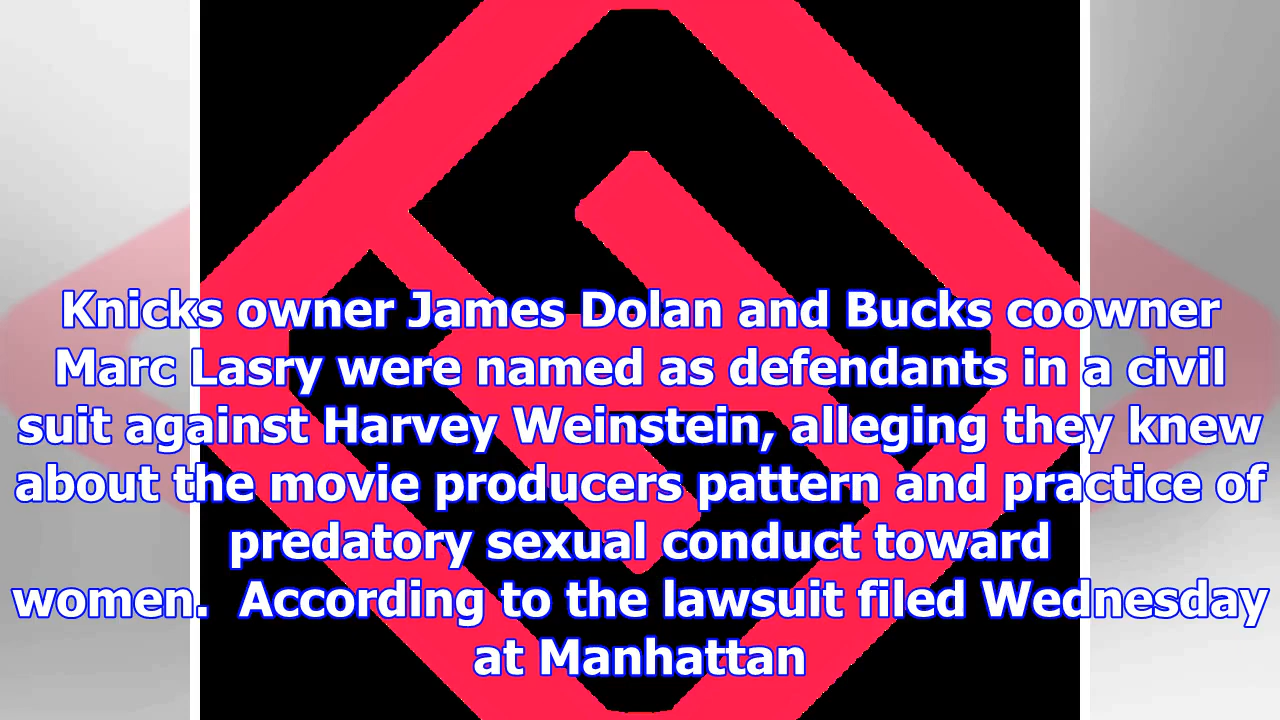 Knicks owner James Dolan and Bucks coowner
Marc Lasry were named as defendants in a civil
suit against Harvey Weinstein, alleging they knew
about the movie producers pattern and practice of
predatory sexual conduct toward
women.  According to the lawsuit filed Wednesday
at Manhattan